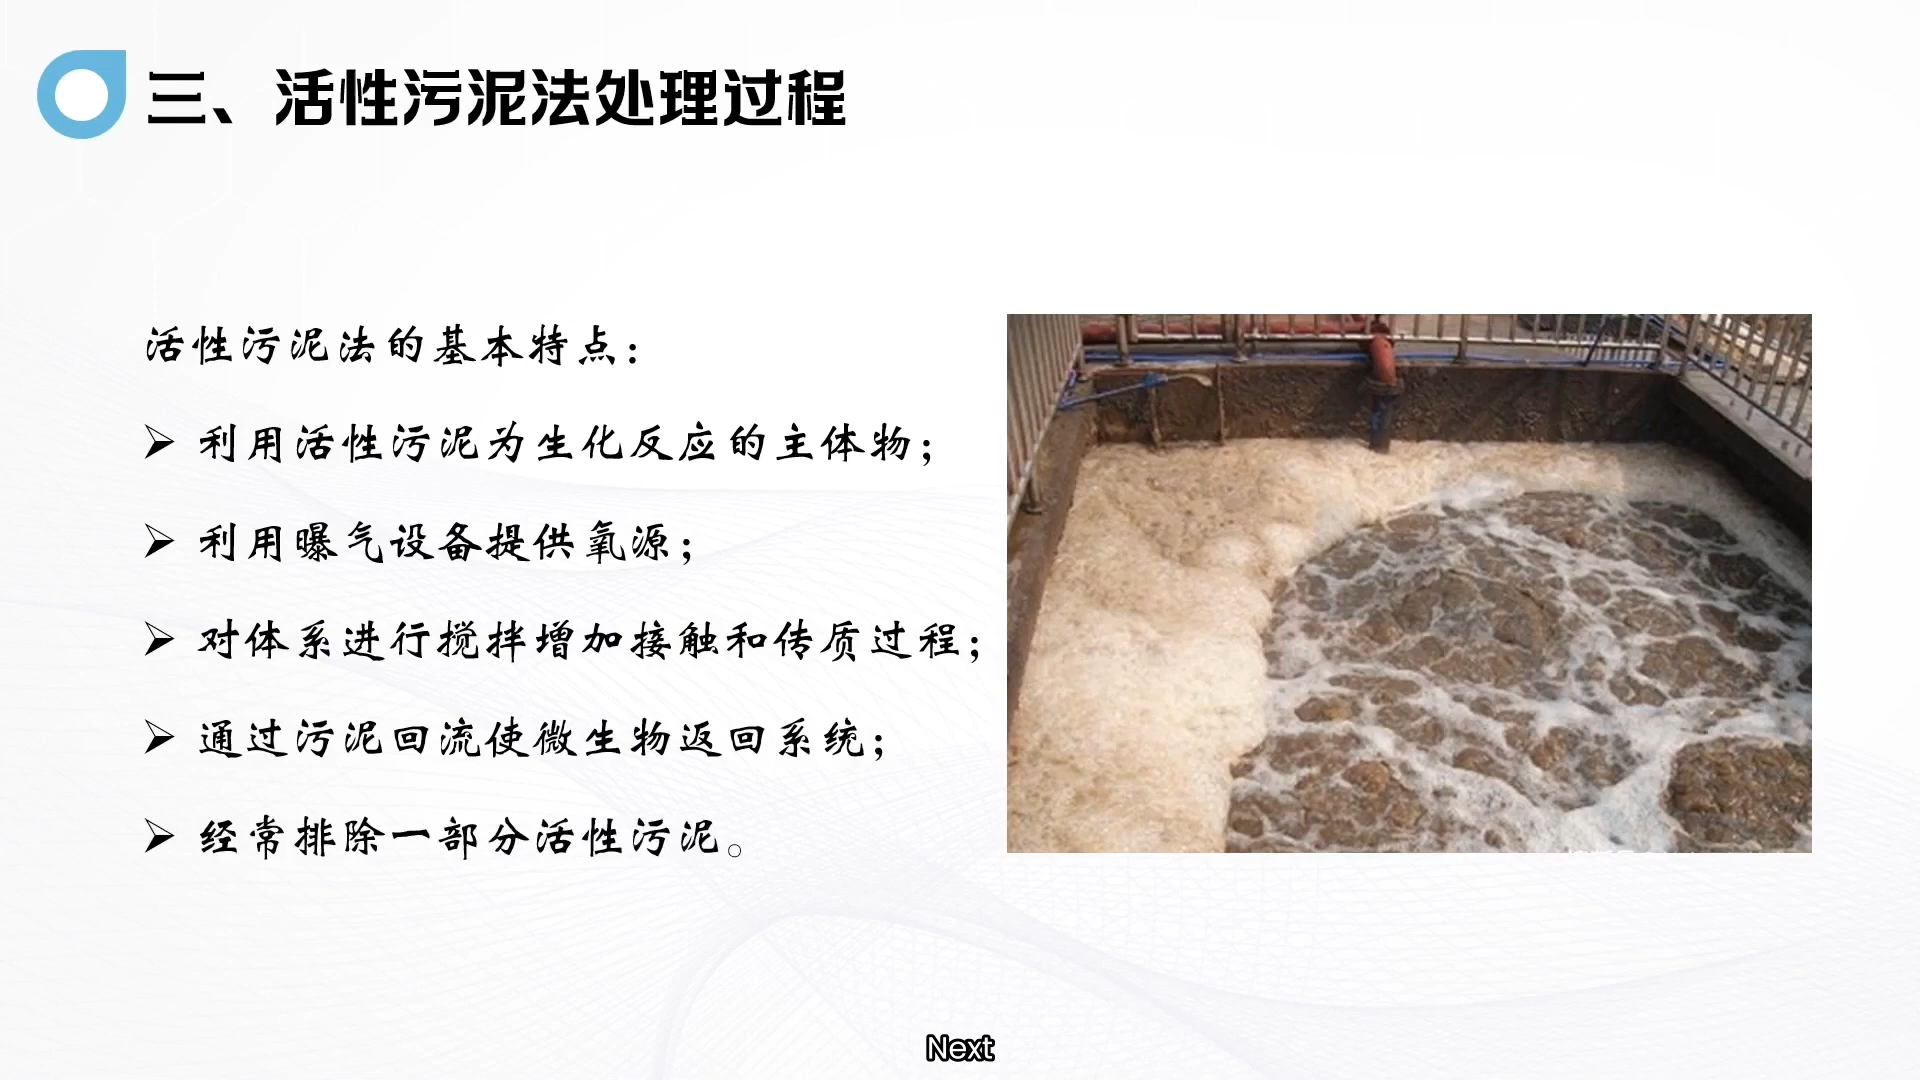 三、活性污泥法处理过程
活性污泥法的基本特点：
➢ 利用活性污泥为生化反应的主体物；
➢ 利用曝气设备提供氧源；
➢ 对体系进行搅拌增加接触和传质过程；
➢ 通过污泥回流使微生物返回系统；
➢ 经常排除一部分活性污泥。
Next